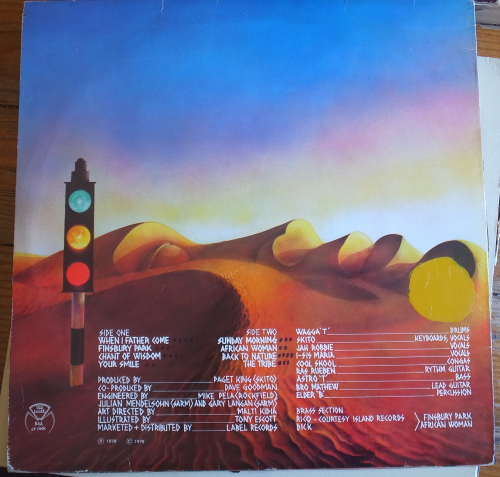 SIDE ONE
WHEN I FATHER COME
FINSBURY PARK
CHANT OF WISDOM
YOUR SMILE
SIDE TWO
SUNDAY MORNING
AFRICAN WOMAN
BACK TO NATURE
THE TRIBE
PRODUCED BY PAGET KING (SKITO)
CO-PRODUCED BY DAVE GOODMAN
ENGINEERED BY MIKE PELA (ROCKFIELD)
JULIAN MENDELSOHN (SARM) AND GARY LANGAN (SARM)
ART DIRECTED BY MALTI KIDIA
ILLUSTRATED BY TONY ESCOTT
MARKETED + DISTRIBUTED BY LABEL RECORDS
℗ 1979 © 1979
WAGGA 'T' DRUMS
SKITO KEYBOARDS, VOCALS
JAH ROBBIE VOCALS
I-SIS MARIA VOCALS
COOL SKOOL CONGAS
RAS RUEBEN RYTHM GUITAR
ASTRO 'T' BASS
BRO MATHEW LEAD GUITAR
ELDER 'B' PERCUSSION
BRASS SECTION
RICO - COURTESY ISLAND RECORDS
DICK
FINSBURY PARK
AFRICAN WOMAN